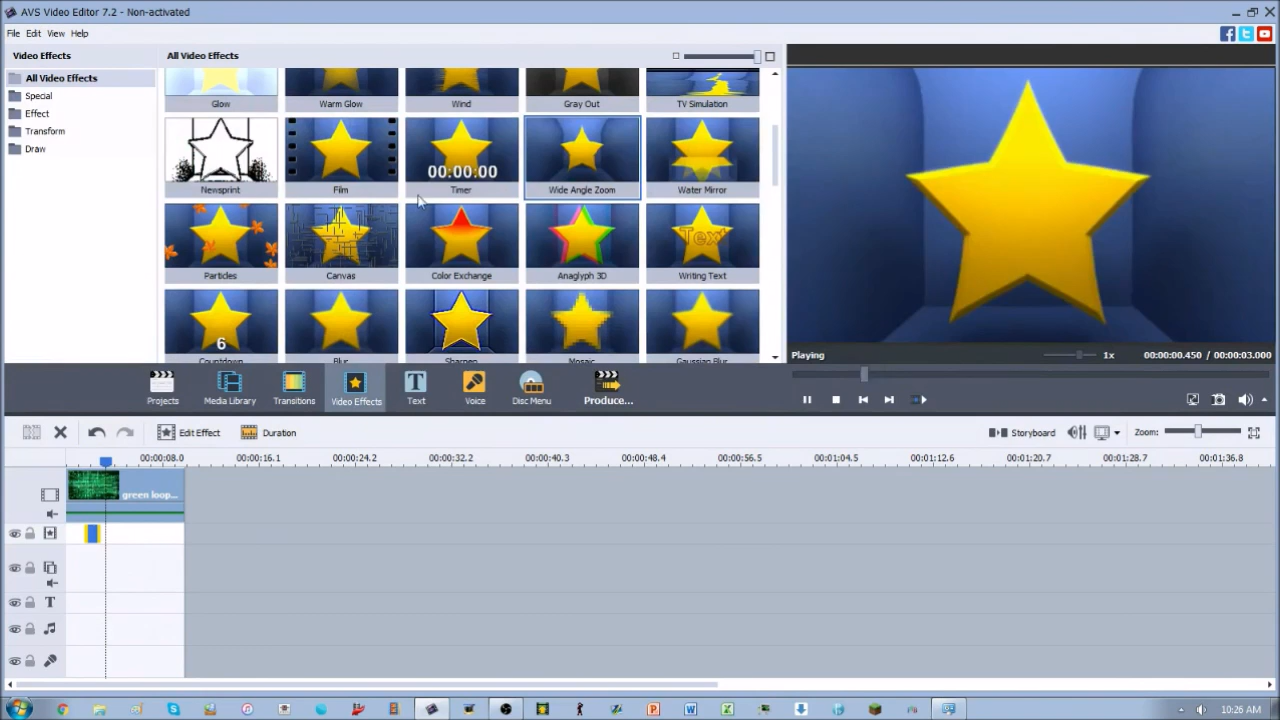 AVS Video Editor 7.2 - Non-activated
File Edit View Help
Video Effects
All Video Effects
Special
Effect
Transform
Draw
All Video Effects
Glow Warm Glow Wind Gray Out TV Simulation
00:00:00
Newsprint Film Timer Wide Angle Zoom Water Mirror
Text
Particles Canvas Color Exchange Anaglyph 3D Writing Text
6
Countdown Blur Sharpen Mosaic Gaussian Blur
Playing 1x 00:00:00.450 / 00:00:03.000
Projects Media Library Transitions Video Effects Text Voice Disc Menu Produce...
Edit Effect Duration Storyboard Zoom:
00:00:08.0 00:00:16.1 00:00:24.2 00:00:32.2 00:00:40.3 00:00:48.4 00:00:56.5 00:01:04.5 00:01:12.6 00:01:20.7 00:01:28.7 00:01:36.8
green loop...
T
10:26 AM